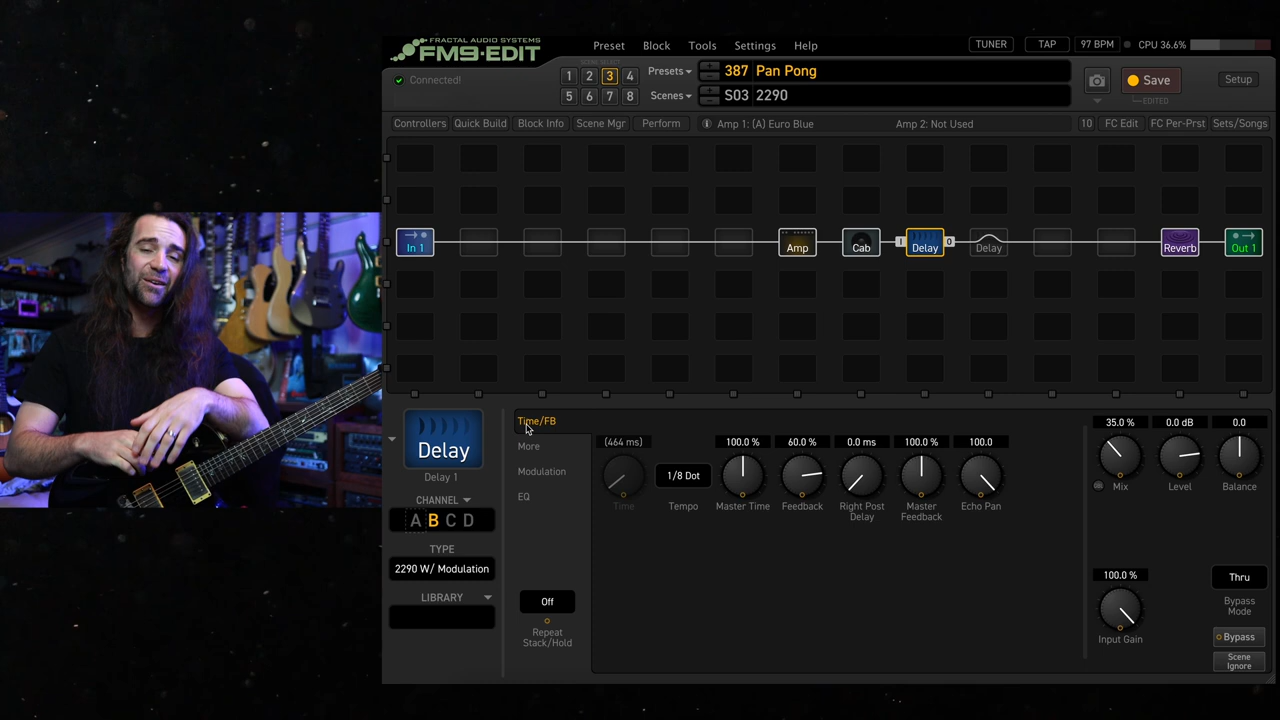 FRACTAL AUDIO SYSTEMS
FM9-EDIT
Preset Block Tools Settings Help
TUNER TAP 97 BPM CPU 36.6%
Connected!
SCENE SELECT
1 2 3 4
5 6 7 8
Presets 387 Pan Pong
Scenes S03 2290
Save
EDITED
Setup
Controllers Quick Build Block Info Scene Mgr Perform Amp 1: (A) Euro Blue Amp 2: Not Used 10 FC Edit FC Per-Prst Sets/Songs
In 1 Amp Cab I Delay O Delay Reverb Out 1
Delay
Delay 1
CHANNEL
A B C D
TYPE
2290 W/ Modulation
LIBRARY
Time/FB
More
Modulation
EQ
Off
Repeat
Stack/Hold
(464 ms) 100.0 % 60.0 % 0.0 ms 100.0 % 100.0
1/8 Dot
Time Tempo Master Time Feedback Right Post Delay Master Feedback Echo Pan
35.0 % 0.0 dB 0.0
Mix Level Balance
100.0 %
Input Gain
Thru
Bypass
Mode
Bypass
Scene
Ignore